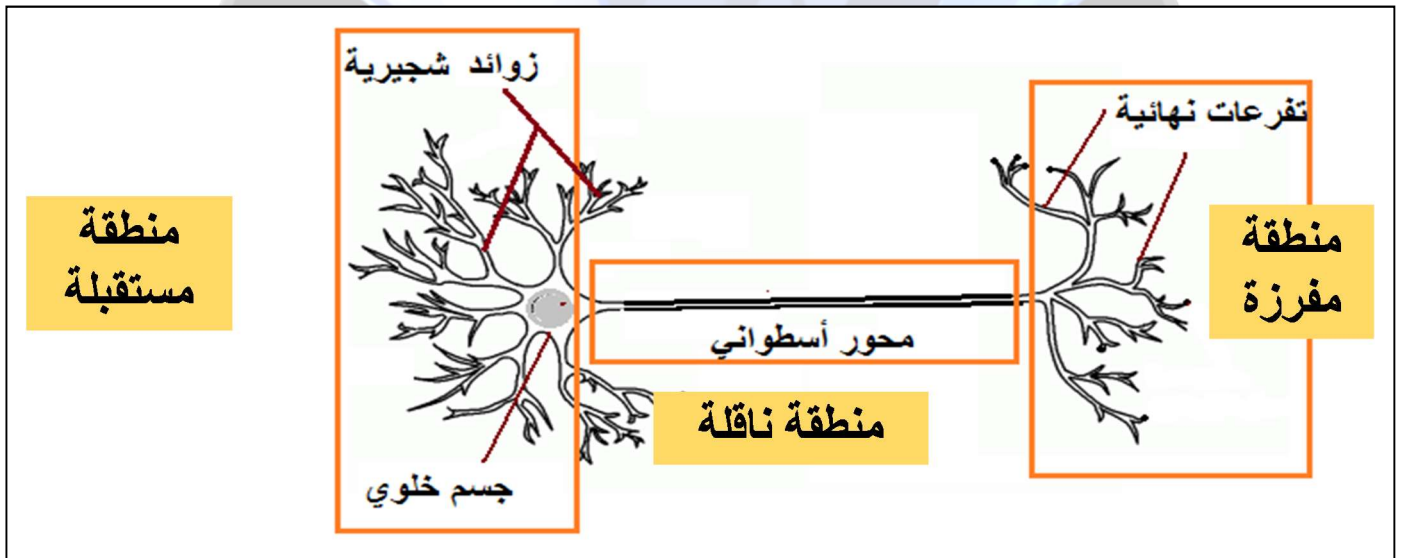 زوائد شجيرية
تفرعات نهائية
منطقة
مستقبلة
منطقة
مفرزة
محور أسطواني
منطقة ناقلة
جسم خلوي